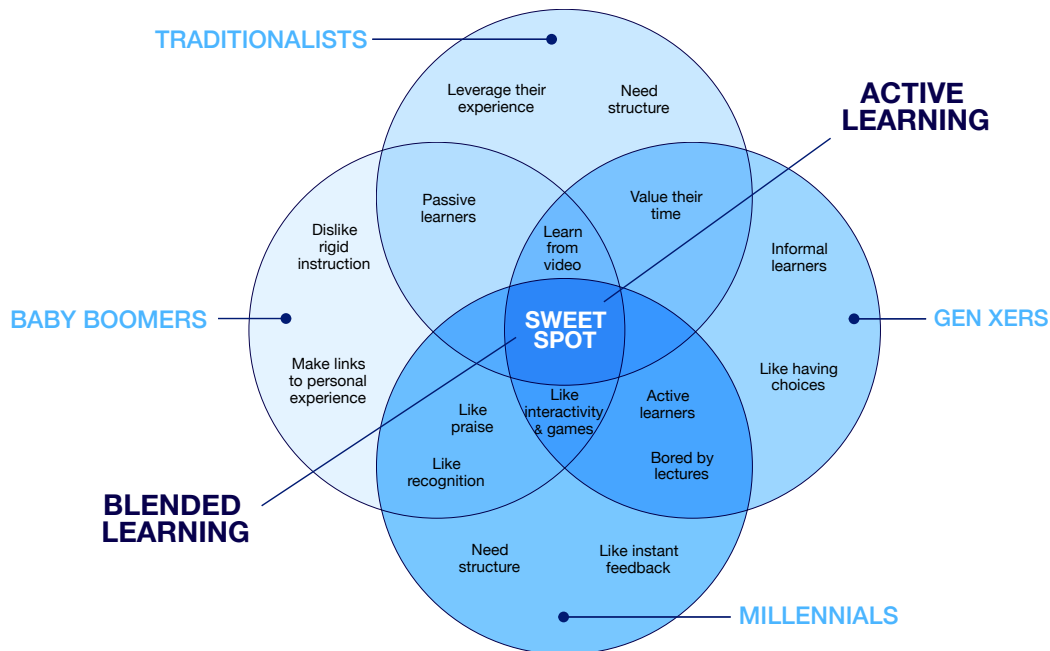 TRADITIONALISTS
Leverage their
experience
Need
structure
ACTIVE
LEARNING
Passive
learners
Value their
time
Dislike
rigid
instruction
Learn
from
video
Informal
learners
BABY BOOMERS
SWEET
SPOT
GEN XERS
Make links
to personal
experience
Like having
choices
Like
praise
Like
interactivity
& games
Active
learners
Like
recognition
Bored by
lectures
BLENDED
LEARNING
Need
structure
Like instant
feedback
MILLENNIALS